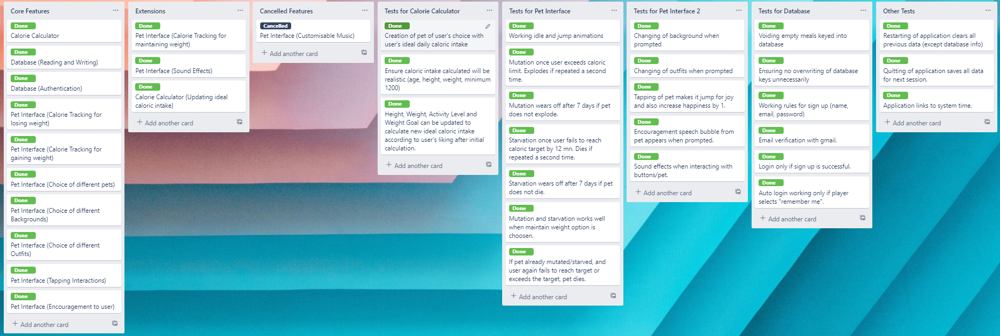 Core Features
Done
Calorie Calculator
Done
Database (Reading and Writing)
Done
Database (Authentication)
Done
Pet Interface (Calorie Tracking for
losing weight)
Done
Pet Interface (Calorie Tracking for
gaining weight)
Done
Pet Interface (Choice of different pets)
Done
Pet Interface (Choice of different
Backgrounds)
Done
Pet Interface (Choice of different
Outfits)
Done
Pet Interface (Tapping Interactions)
Done
Pet Interface (Encouragement to user)
+ Add another card
Extensions
Done
Pet Interface (Calorie Tracking for
maintaining weight)
Done
Pet Interface (Sound Effects)
Done
Calorie Calculator (Updating ideal
caloric intake)
+ Add another card
Cancelled Features
Cancelled
Pet Interface (Customisable Music)
+ Add another card
Tests for Calorie Calculator
Done
Creation of pet of user's choice with
user's ideal daily caloric intake
Done
Ensure caloric intake calculated will be
realistic (age, height, weight, minimum
1200)
Done
Height, Weight, Activity Level and
Weight Goal can be updated to
calculate new ideal caloric intake
according to user's liking after initial
calculation.
+ Add another card
Tests for Pet Interface
Done
Working idle and jump animations
Done
Mutation once user exceeds caloric
limit. Explodes if repeated a second
time.
Done
Mutation wears off after 7 days if pet
does not explode.
Done
Starvation once user fails to reach
caloric target by 12 mn. Dies if
repeated a second time.
Done
Starvation wears off after 7 days if pet
does not die.
Done
Mutation and starvation works well
when maintain weight option is
choosen.
Done
If pet already mutated/starved, and
user again fails to reach target or
exceeds the target, pet dies.
+ Add another card
Tests for Pet Interface 2
Done
Changing of background when
prompted
Done
Changing of outfits when prompted
Done
Tapping of pet makes it jump for joy
and also increase happiness by 1.
Done
Encouragement speech bubble from
pet appears when prompted.
Done
Sound effects when interacting with
buttons/pet.
+ Add another card
Tests for Database
Done
Voiding empty meals keyed into
database
Done
Ensuring no overwriting of database
keys unnecessarily
Done
Working rules for sign up (name,
email, password)
Done
Email verification with gmail.
Done
Login only if sign up is successful.
Done
Auto login working only if player
selects "remember me".
+ Add another card
Other Tests
Done
Restarting of application clears all
previous data (except database info)
Done
Quitting of application saves all data
for next session.
Done
Application links to system time.
+ Add another card